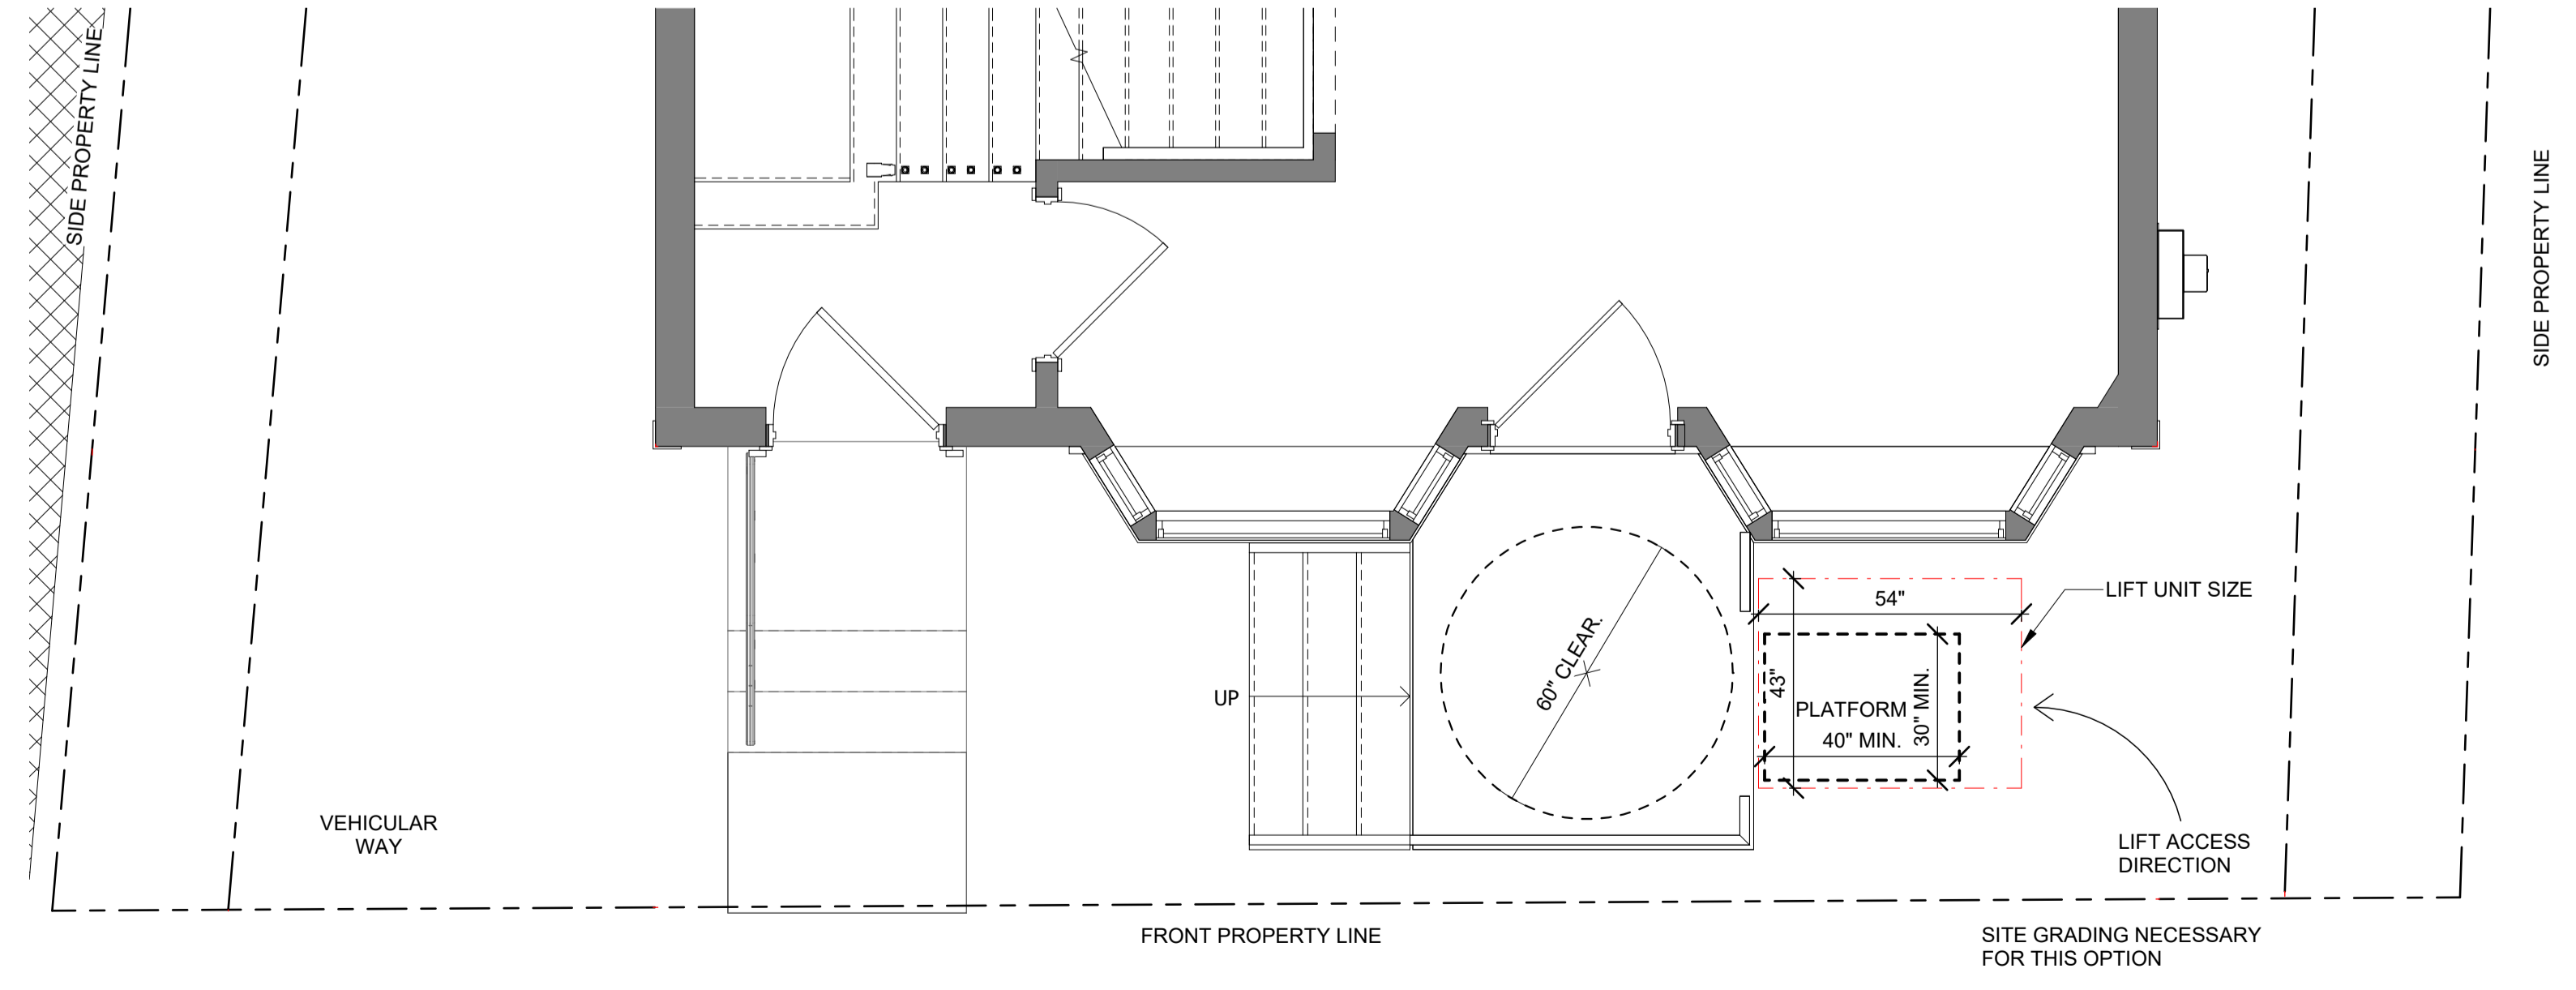 SIDE PROPERTY LINE
SIDE PROPERTY LINE
LIFT UNIT SIZE
54"
60" CLEAR.
43"
30" MIN.
UP
PLATFORM
40" MIN.
VEHICULAR
WAY
LIFT ACCESS
DIRECTION
FRONT PROPERTY LINE
SITE GRADING NECESSARY
FOR THIS OPTION